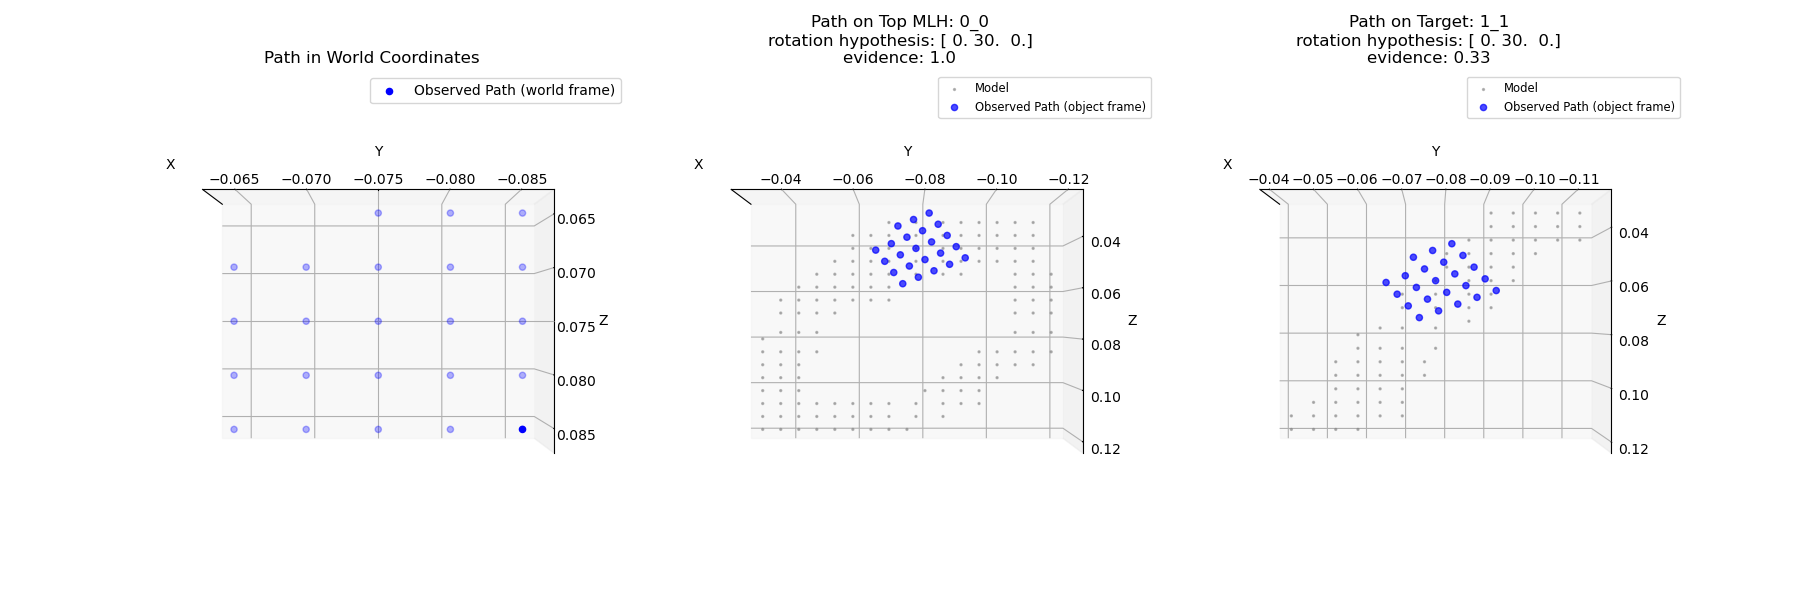 Path in World Coordinates
Observed Path (world frame)
X
Y
−0.065 −0.070 −0.075 −0.080 −0.085
0.065
0.070
0.075
Z
0.080
0.085
Path on Top MLH: 0_0
rotation hypothesis: [ 0. 30.  0.]
evidence: 1.0
Model
Observed Path (object frame)
X
Y
−0.04 −0.06 −0.08 −0.10 −0.12
0.04
0.06
Z
0.08
0.10
0.12
Path on Target: 1_1
rotation hypothesis: [ 0. 30.  0.]
evidence: 0.33
Model
Observed Path (object frame)
X
Y
−0.04 −0.05 −0.06 −0.07 −0.08 −0.09 −0.10 −0.11
0.04
0.06
Z
0.08
0.10
0.12